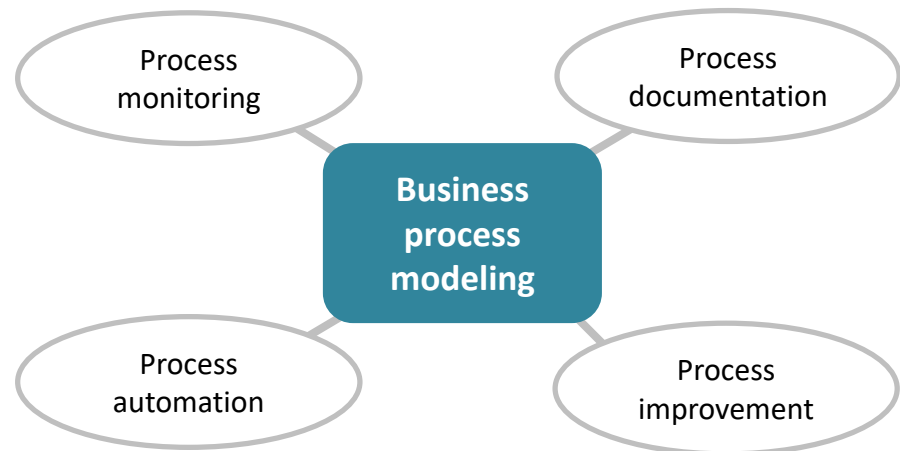 Process
monitoring
Process
documentation
Business
process
modeling
Process
automation
Process
improvement